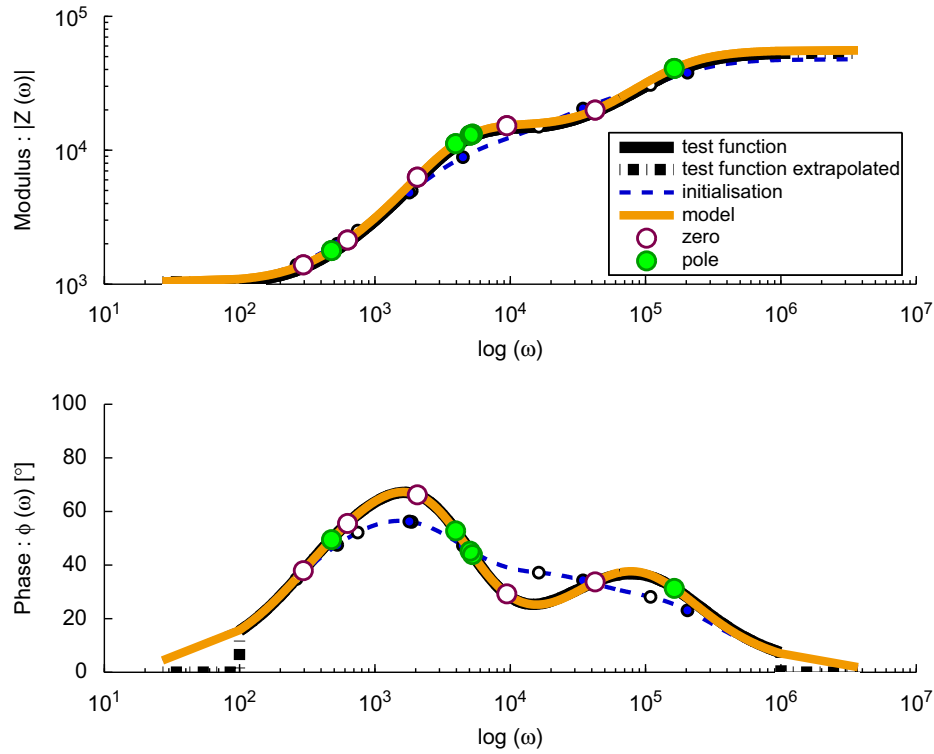 10^5
10^4
10^3
Modulus : |Z (ω)|
test function
test function extrapolated
initialisation
model
zero
pole
10^1 10^2 10^3 10^4 10^5 10^6 10^7
log (ω)
100
80
60
40
20
0
Phase : ϕ (ω) [°]
10^1 10^2 10^3 10^4 10^5 10^6 10^7
log (ω)